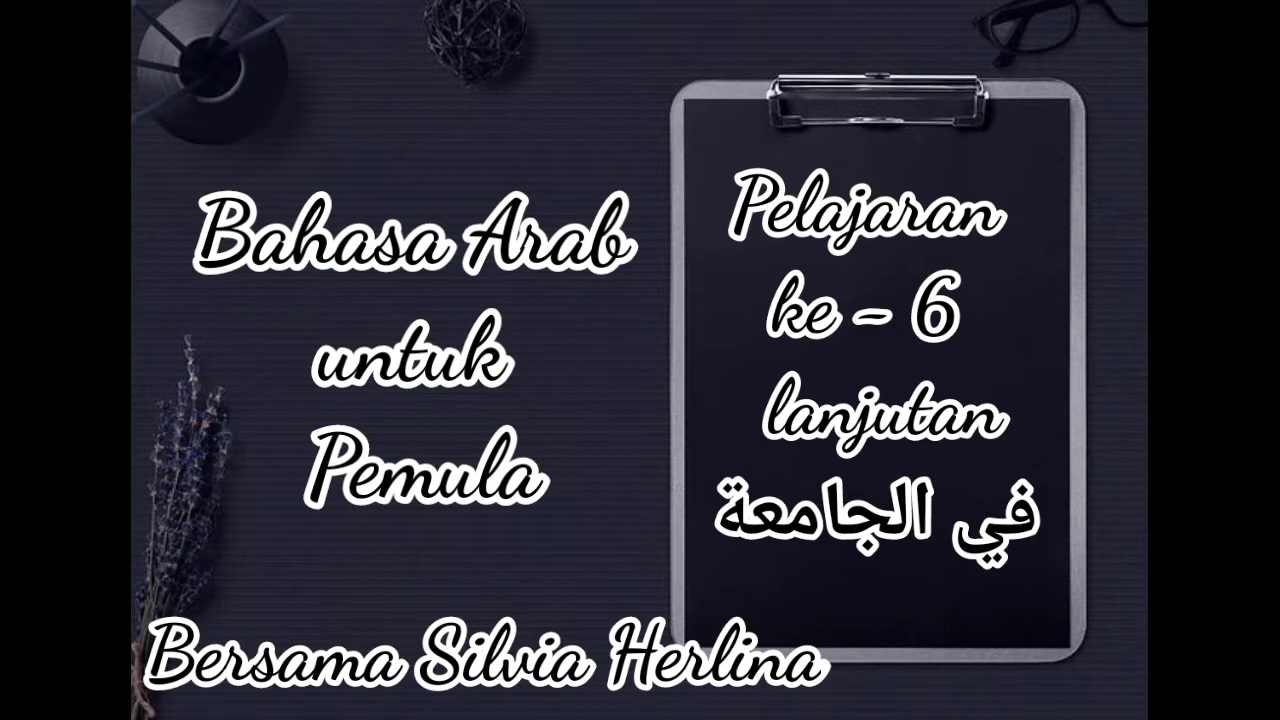 Bahasa Arab
untuk
Pemula
Pelajaran
ke - 6
lanjutan
في الجامعة
Bersama Silvia Herlina